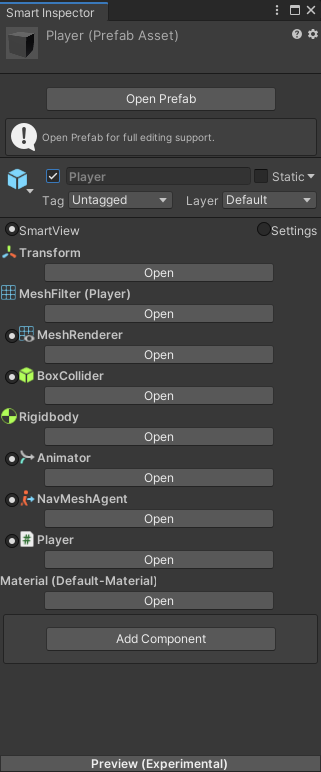 Smart Inspector
Player (Prefab Asset)
Open Prefab
Open Prefab for full editing support.
Player Static
Tag Untagged Layer Default
SmartView Settings
Transform
Open
MeshFilter (Player)
Open
MeshRenderer
Open
BoxCollider
Open
Rigidbody
Open
Animator
Open
NavMeshAgent
Open
# Player
Open
Material (Default-Material)
Open
Add Component
Preview (Experimental)